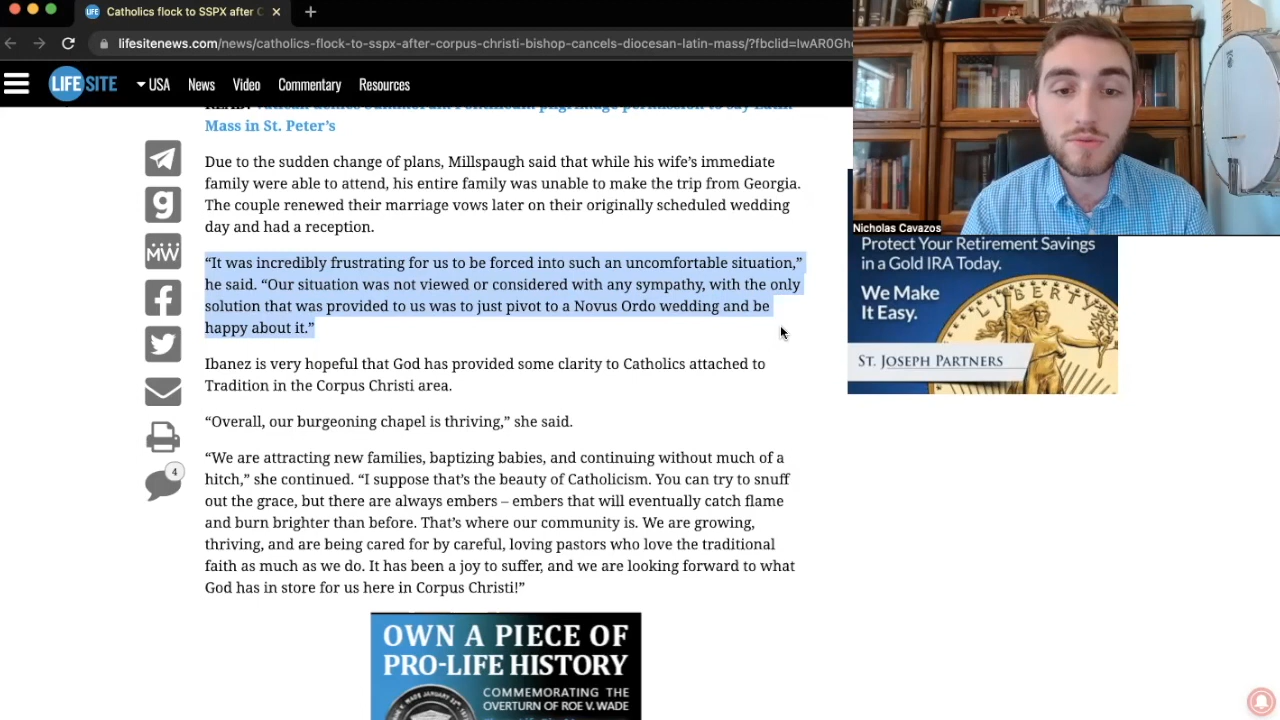 Catholics flock to SSPX after C
lifesitenews.com/news/catholics-flock-to-sspx-after-corpus-christi-bishop-cancels-diocesan-latin-mass/?fbclid=IwAR0Gh
LIFESITE
USA News Video Commentary Resources
Mass in St. Peter’s
Due to the sudden change of plans, Millspaugh said that while his wife’s immediate
family were able to attend, his entire family was unable to make the trip from Georgia.
The couple renewed their marriage vows later on their originally scheduled wedding
day and had a reception.
“It was incredibly frustrating for us to be forced into such an uncomfortable situation,”
he said. “Our situation was not viewed or considered with any sympathy, with the only
solution that was provided to us was to just pivot to a Novus Ordo wedding and be
happy about it.”
Ibanez is very hopeful that God has provided some clarity to Catholics attached to
Tradition in the Corpus Christi area.
“Overall, our burgeoning chapel is thriving,” she said.
“We are attracting new families, baptizing babies, and continuing without much of a
hitch,” she continued. “I suppose that’s the beauty of Catholicism. You can try to snuff
out the grace, but there are always embers – embers that will eventually catch flame
and burn brighter than before. That’s where our community is. We are growing,
thriving, and are being cared for by careful, loving pastors who love the traditional
faith as much as we do. It has been a joy to suffer, and we are looking forward to what
God has in store for us here in Corpus Christi!”
MW
4
OWN A PIECE OF
PRO-LIFE HISTORY
COMMEMORATING THE
OVERTURN OF ROE V. WADE
Nicholas Cavazos
Protect Your Retirement Savings
in a Gold IRA Today.
We Make
It Easy.
LIBERTY
ST. JOSEPH PARTNERS